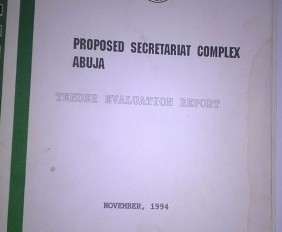 PROPOSED SECRETARIAT COMPLEX
ABUJA
TENDER EVALUATION REPORT
NOVEMBER, 1994